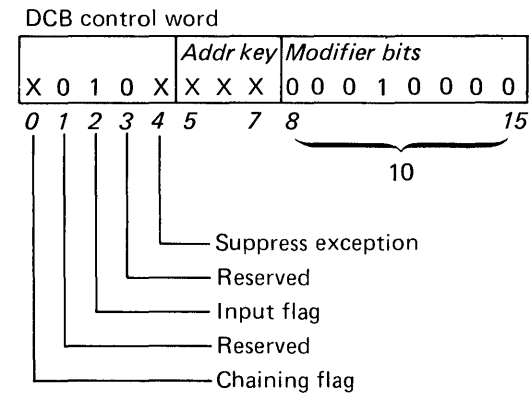 DCB control word
Addr key Modifier bits
X 0 1 0 X X X X 0 0 0 1 0 0 0 0
0 1 2 3 4 5 7 8 15
10
Suppress exception
Reserved
Input flag
Reserved
Chaining flag